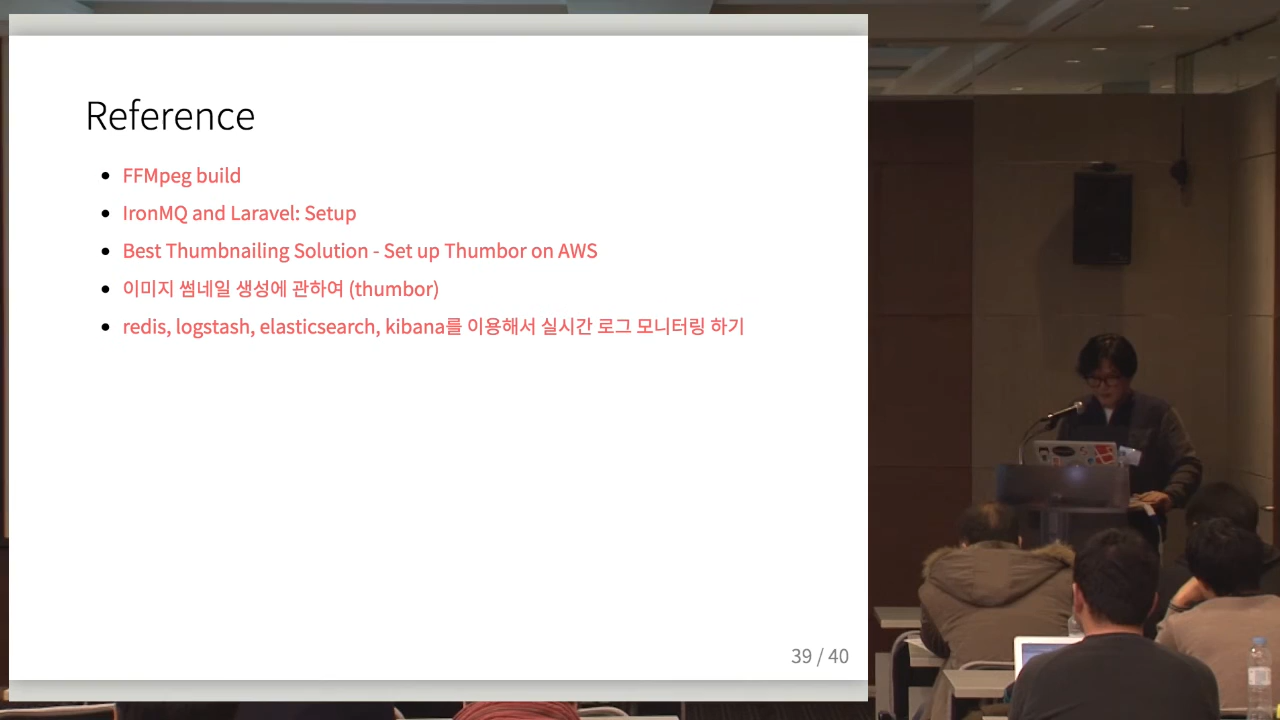 Reference
FFMpeg build
IronMQ and Laravel: Setup
Best Thumbnailing Solution - Set up Thumbor on AWS
이미지 썸네일 생성에 관하여 (thumbor)
redis, logstash, elasticsearch, kibana를 이용해서 실시간 로그 모니터링 하기
39 / 40